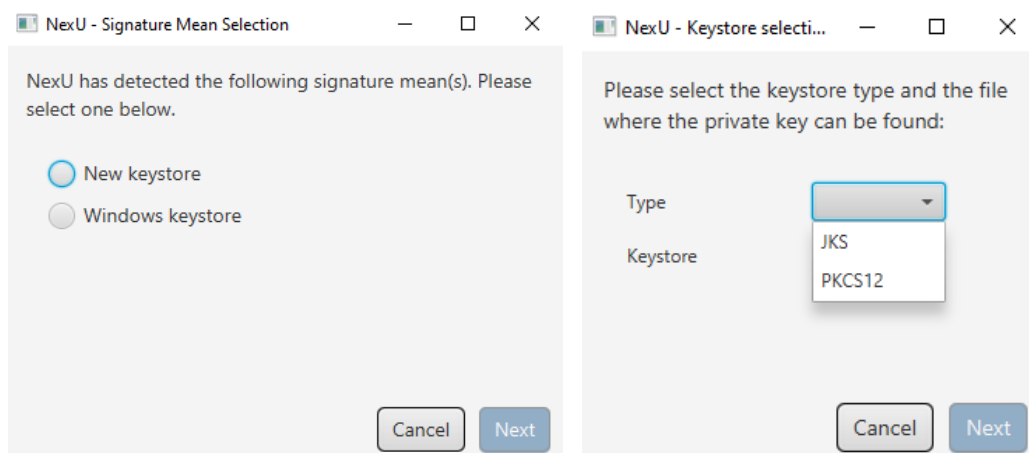 NexU - Signature Mean Selection
NexU has detected the following signature mean(s). Please
select one below.
New keystore
Windows keystore
Cancel
Next
NexU - Keystore selecti...
Please select the keystore type and the file
where the private key can be found:
Type
JKS
Keystore
PKCS12
Cancel
Next